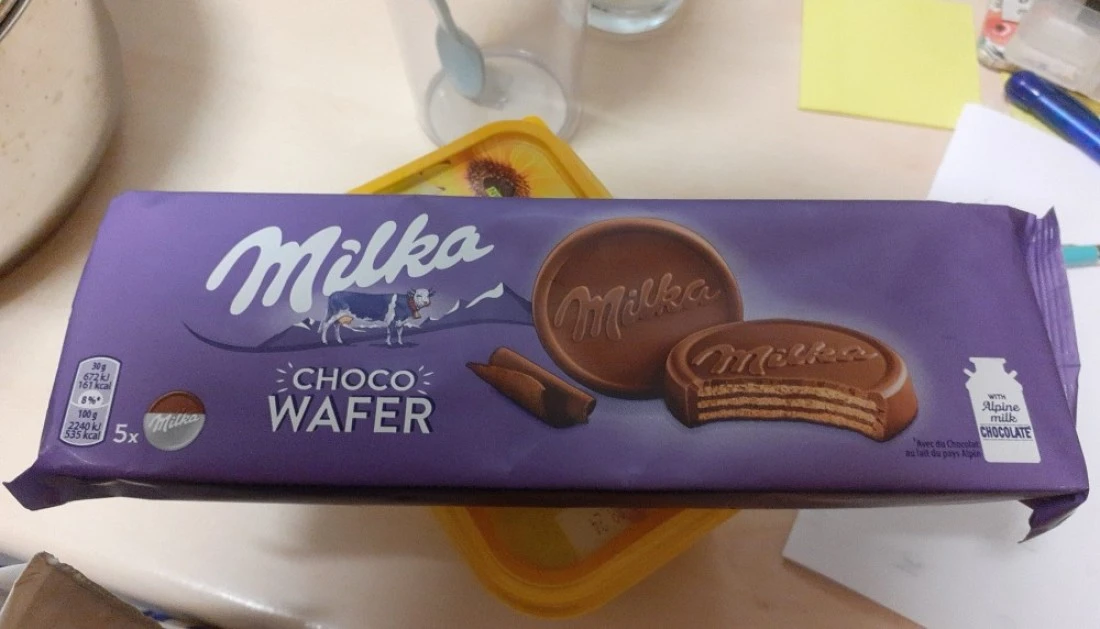 Milka
CHOCO
WAFER
30g
672 kJ
161 kcal
8 %*
100g
2240 kJ
535 kcal
5x
Milka
Milka
Milka
WITH
Alpine
milk
CHOCOLATE*
*Avec du Chocolat
au lait du pays Alpin